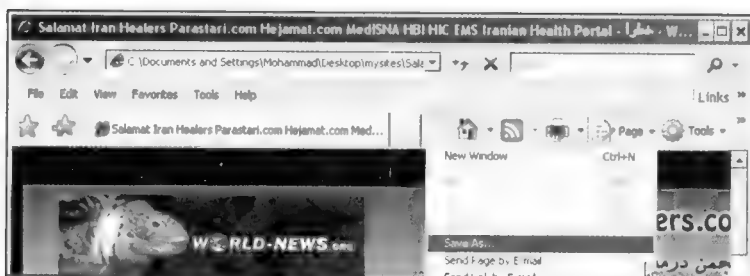 Salamat Iran Healers Parastari.com Hejamat.com MedISNA HBI HIC EMS Iranian Health Portal - - W...
C:\Documents and Settings\Mohammad\Desktop\mysites\Sala
File Edit View Favorites Tools Help
Links »
Salamat Iran Healers Parastari.com Hejamat.com Med...
Page Tools »
New Window Ctrl+N
WORLD-NEWS
ers.co
Save As...
Send Page by E-mail